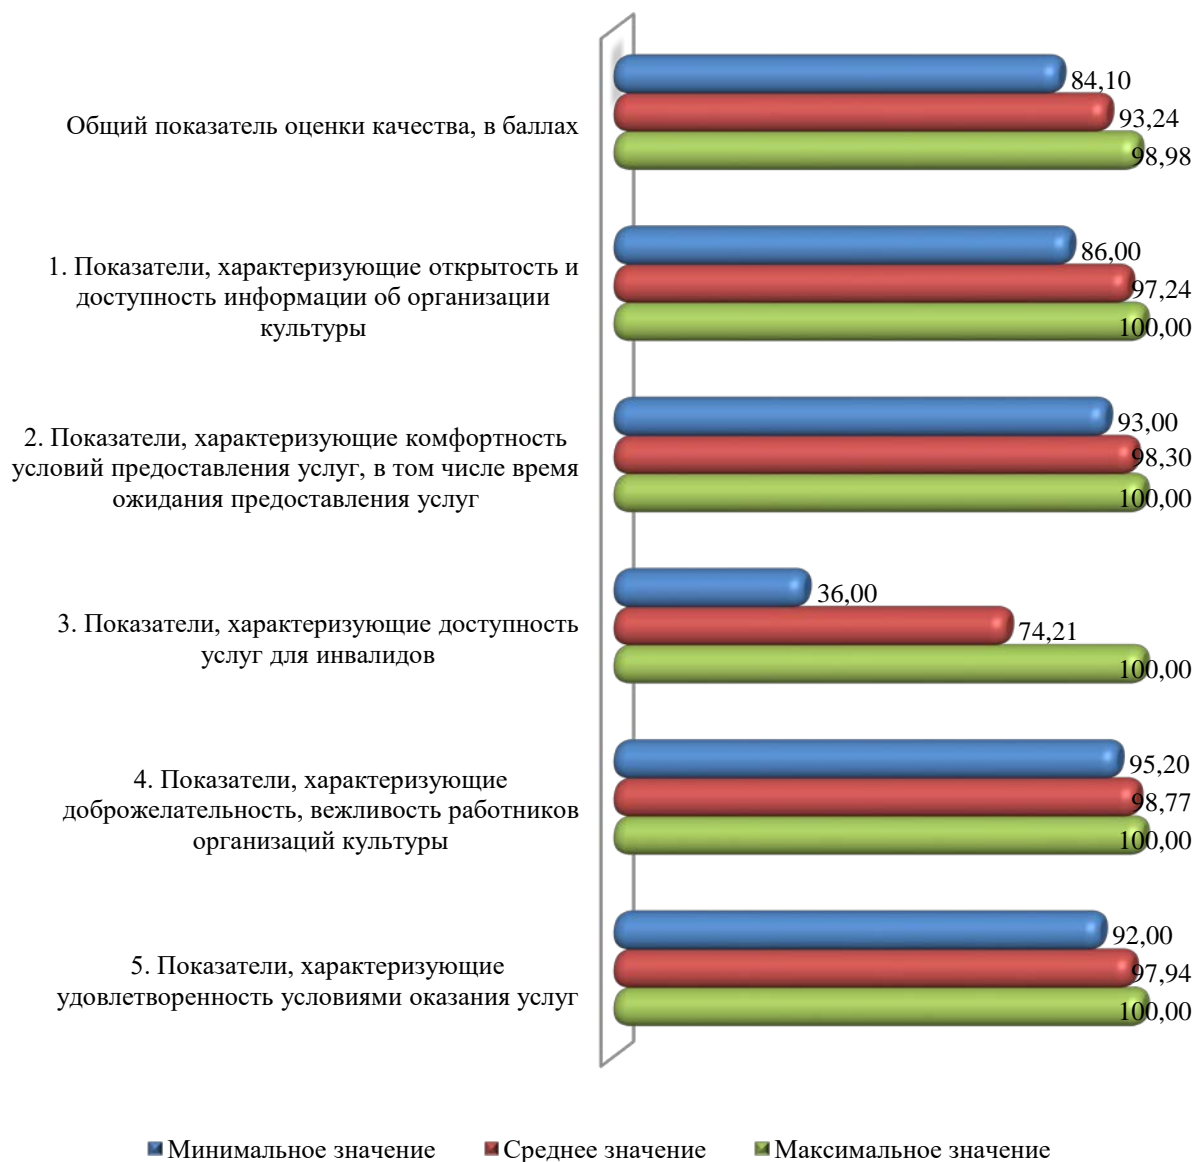 84,10
Общий показатель оценки качества, в баллах
93,24
98,98
1. Показатели, характеризующие открытость и
доступность информации об организации
культуры
86,00
97,24
100,00
2. Показатели, характеризующие комфортность
условий предоставления услуг, в том числе время
ожидания предоставления услуг
93,00
98,30
100,00
3. Показатели, характеризующие доступность
услуг для инвалидов
36,00
74,21
100,00
4. Показатели, характеризующие
доброжелательность, вежливость работников
организаций культуры
95,20
98,77
100,00
5. Показатели, характеризующие
удовлетворенность условиями оказания услуг
92,00
97,94
100,00
Минимальное значение Среднее значение Максимальное значение